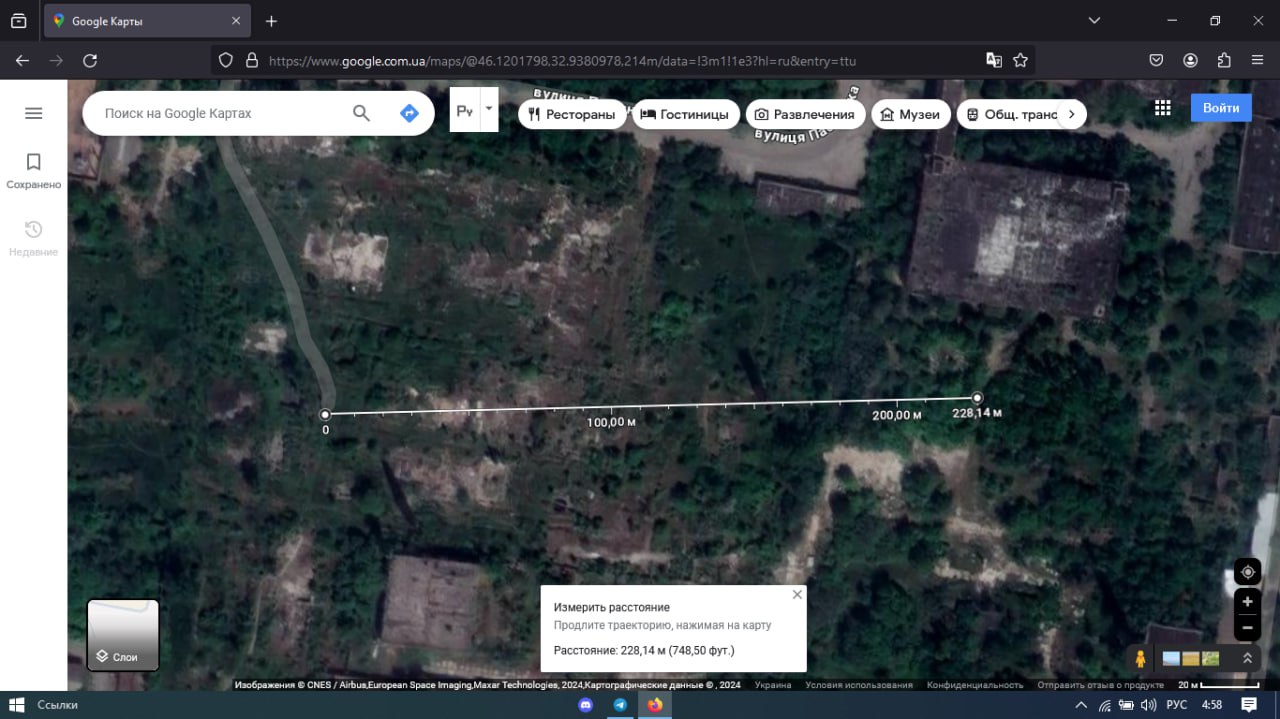 Google Карты
https://www.google.com.ua/maps/@46.1201798,32.9380978,214m/data=!3m1!1e3?hl=ru&entry=ttu
Поиск на Google Картах
Рестораны
Гостиницы
Развлечения
Музеи
Общ. транс
Войти
вулиця
Сохранено
Недавние
0
100,00 м
200,00 м
228,14 м
Измерить расстояние
Продлите траекторию, нажимая на карту
Расстояние: 228,14 м (748,50 фут.)
Слои
Изображения © CNES / Airbus,European Space Imaging,Maxar Technologies, 2024,Картографические данные © , 2024 Украина Условия использования Конфиденциальность Отправить отзыв о продукте 20 м
Ссылки
РУС
4:58